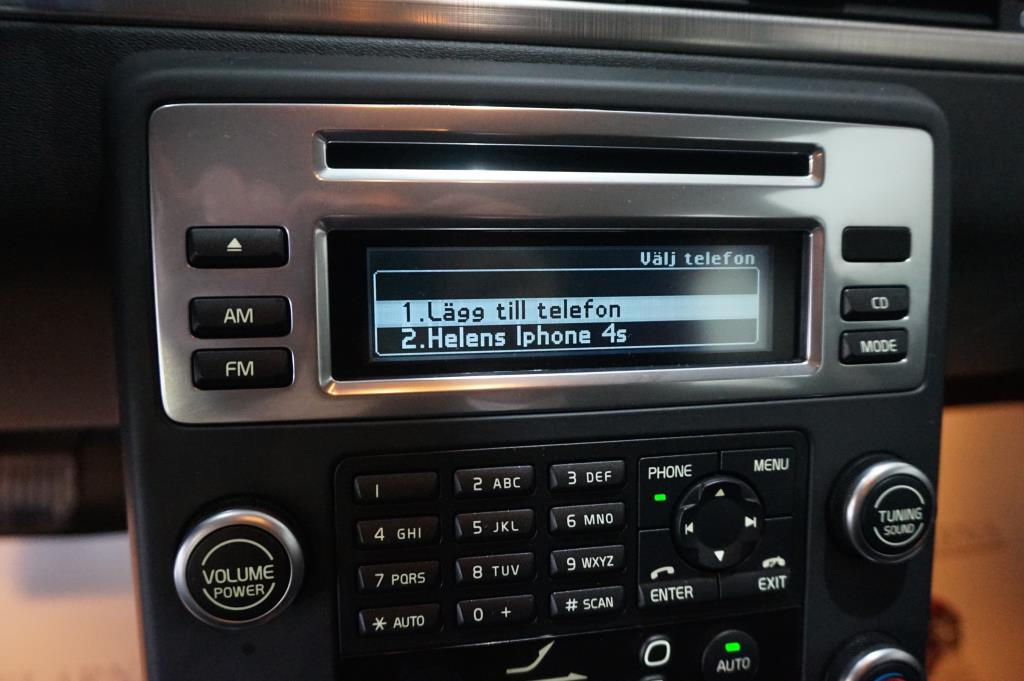 Välj telefon
1.Lägg till telefon
2.Helens Iphone 4s
AM
FM
CD
MODE
1
2 ABC
3 DEF
4 GHI
5 JKL
6 MNO
7 PQRS
8 TUV
9 WXYZ
* AUTO
0 +
# SCAN
PHONE
MENU
ENTER
EXIT
VOLUME
POWER
TUNING
SOUND
AUTO